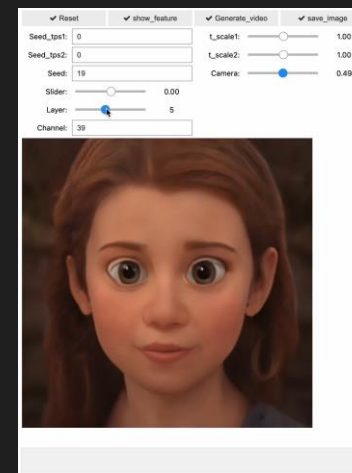 ✔ Reset ✔ show_feature ✔ Generate_video ✔ save_image
Seed_tps1: 0 t_scale1: 1.00
Seed_tps2: 0 t_scale2: 1.00
Seed: 19 Camera: 0.49
Slider: 0.00
Layer: 5
Channel: 39